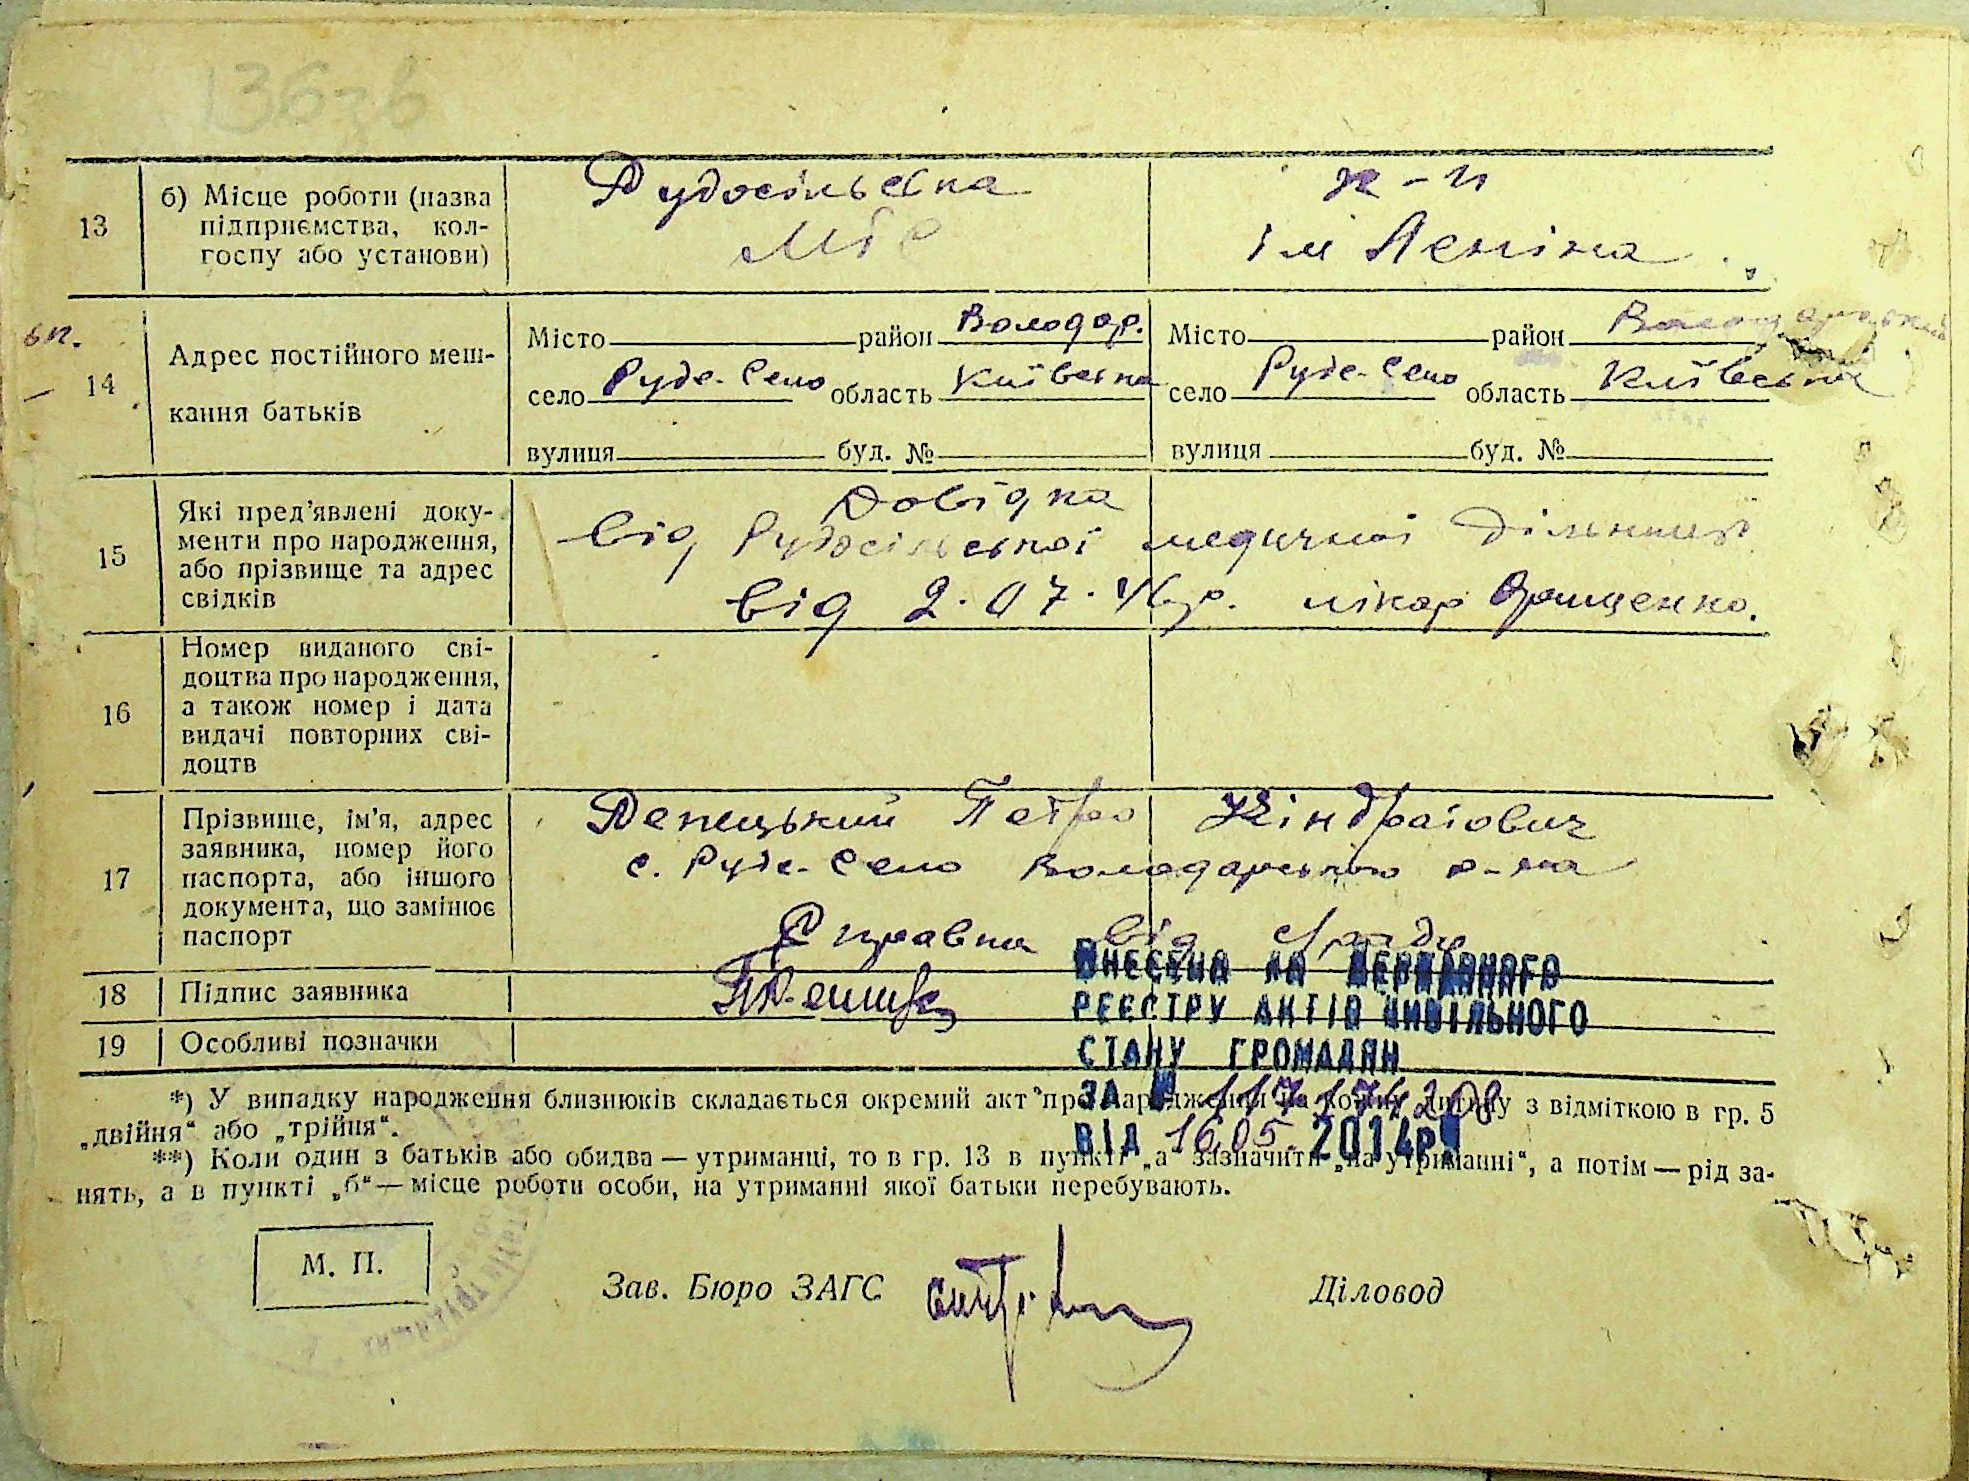 136зв
13
б) Місце роботи (назва підприємства, кол-госпу або установи)
Рудосільська
МТС
к-п
ім Леніна
14
Адрес постійного меш-
кання батьків
Місто район Володар.
село Руде-Село область Київська
вулиця буд. №
Місто район Володарський
село Руде-Село область Київська
вулиця буд. №
15
Які пред'явлені доку-
менти про народження,
або прізвище та адрес
свідків
Довідка
від Рудосільської медичної дільниці
від 2.07.46р. лікар
16
Номер виданого сві-
доцтва про народження,
а також номер і дата
видачі повторних сві-
доцтв
17
Прізвище, ім'я, адрес
заявника, номер його
паспорта, або іншого
документа, що замінює
паспорт
Петро Кіндратович
с. Руде-Село Володарського р-на
Справка від с/ради
18
Підпис заявника
19
Особливі позначки
ВНЕСЕНО ДО ДЕРЖАВНОГО
РЕЄСТРУ АКТІВ ЦИВІЛЬНОГО
СТАНУ ГРОМАДЯН
ЗА №
ВІД 16.05.2014р
*) У випадку народження близнюків складається окремий акт про народження на кожну дитину з відміткою в гр. 5
„двійня“ або „трійня“.
**) Коли один з батьків або обидва — утриманці, то в гр. 13 в пункті „а“ зазначити „на утриманні“, а потім — рід за-
нять, а в пункті „б“ — місце роботи особи, на утриманні якої батьки перебувають.
М. П.
Зав. Бюро ЗАГС
Діловод